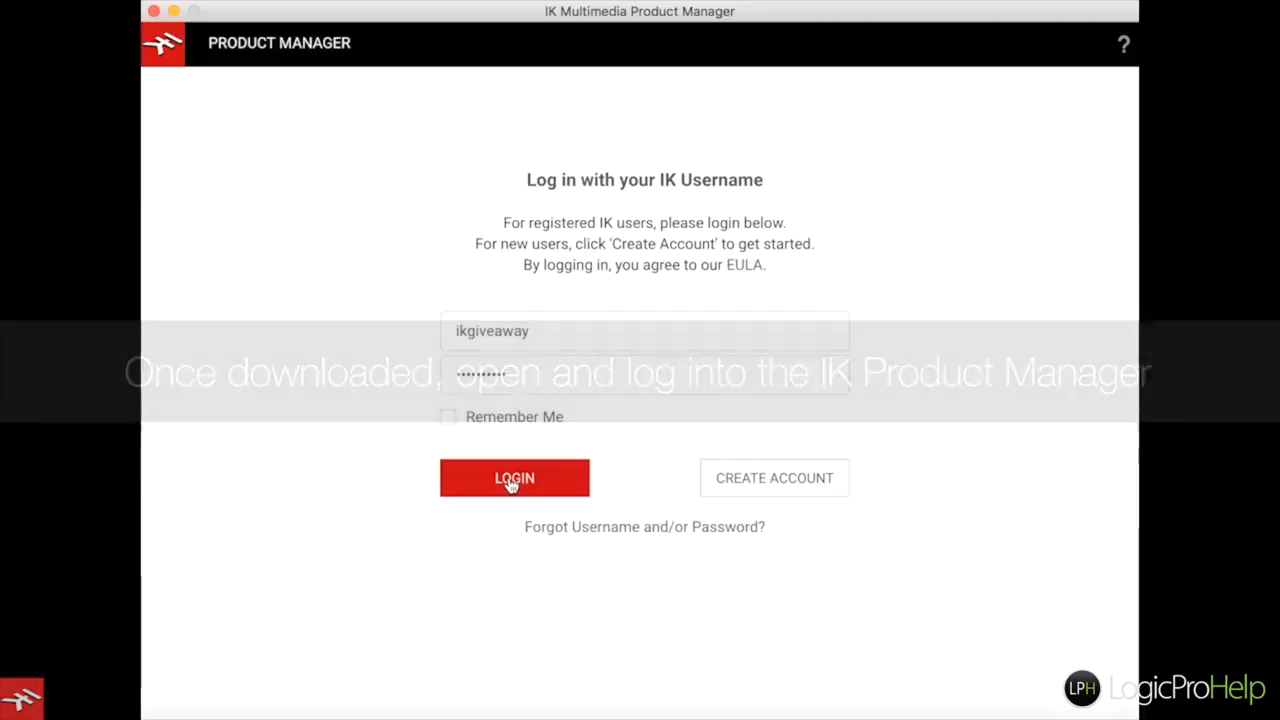 IK Multimedia Product Manager
PRODUCT MANAGER
?
Log in with your IK Username
For registered IK users, please login below.
For new users, click 'Create Account' to get started.
By logging in, you agree to our EULA.
ikgiveaway
Once downloaded, open and log into the IK Product Manager
••••••••••
Remember Me
LOGIN
CREATE ACCOUNT
Forgot Username and/or Password?
LPH LogicProHelp